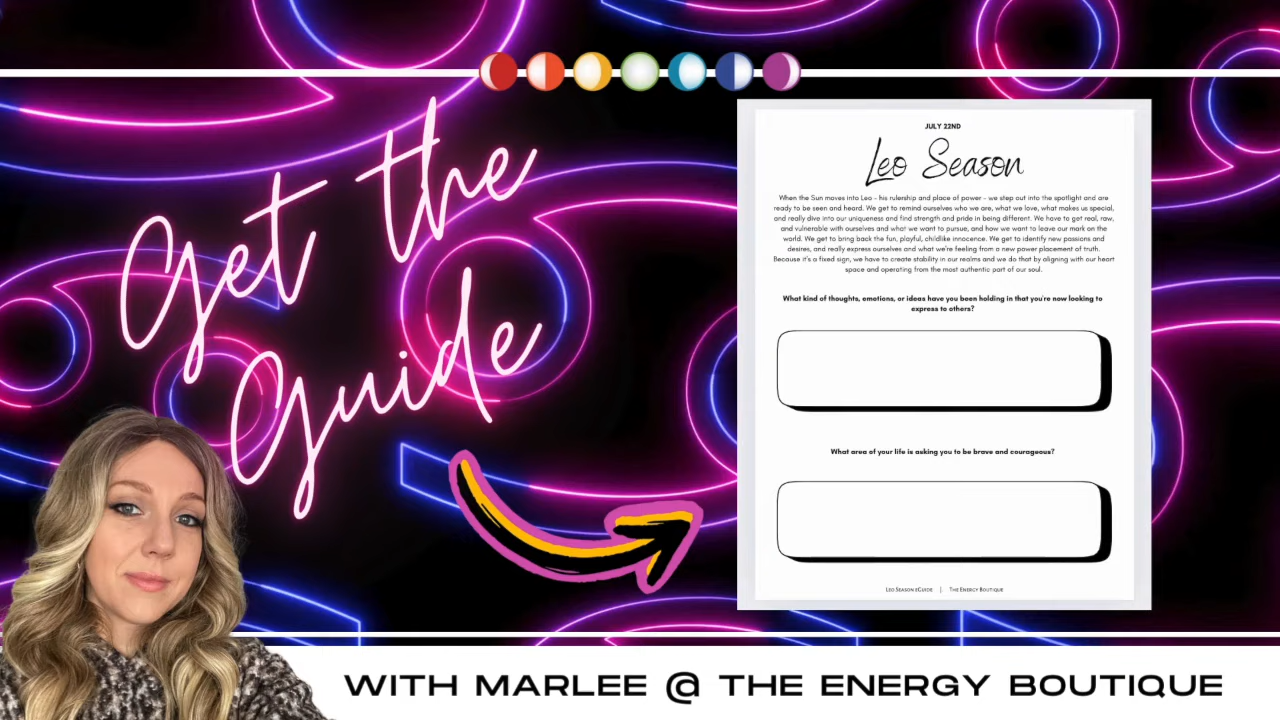 Get the
Guide
JULY 22ND
Leo Season
When the Sun moves into Leo - his rulership and place of power - we step out into the spotlight and are
ready to be seen and heard. We get to remind ourselves who we are, what we love, what makes us special,
and really dive into our uniqueness and find strength and pride in being different. We have to get real, raw,
and vulnerable with ourselves and what we want to pursue, and how we want to leave our mark on the
world. We get to bring back the fun, playful, childlike innocence. We get to identify new passions and
desires, and really express ourselves and what we're feeling from a new power placement of truth.
Because it's a fixed sign, we have to create stability in our realms and we do that by aligning with our heart
space and operating from the most authentic part of our soul.
What kind of thoughts, emotions, or ideas have you been holding in that you're now looking to
express to others?
What area of your life is asking you to be brave and courageous?
LEO SEASON EGUIDE | THE ENERGY BOUTIQUE
WITH MARLEE @ THE ENERGY BOUTIQUE